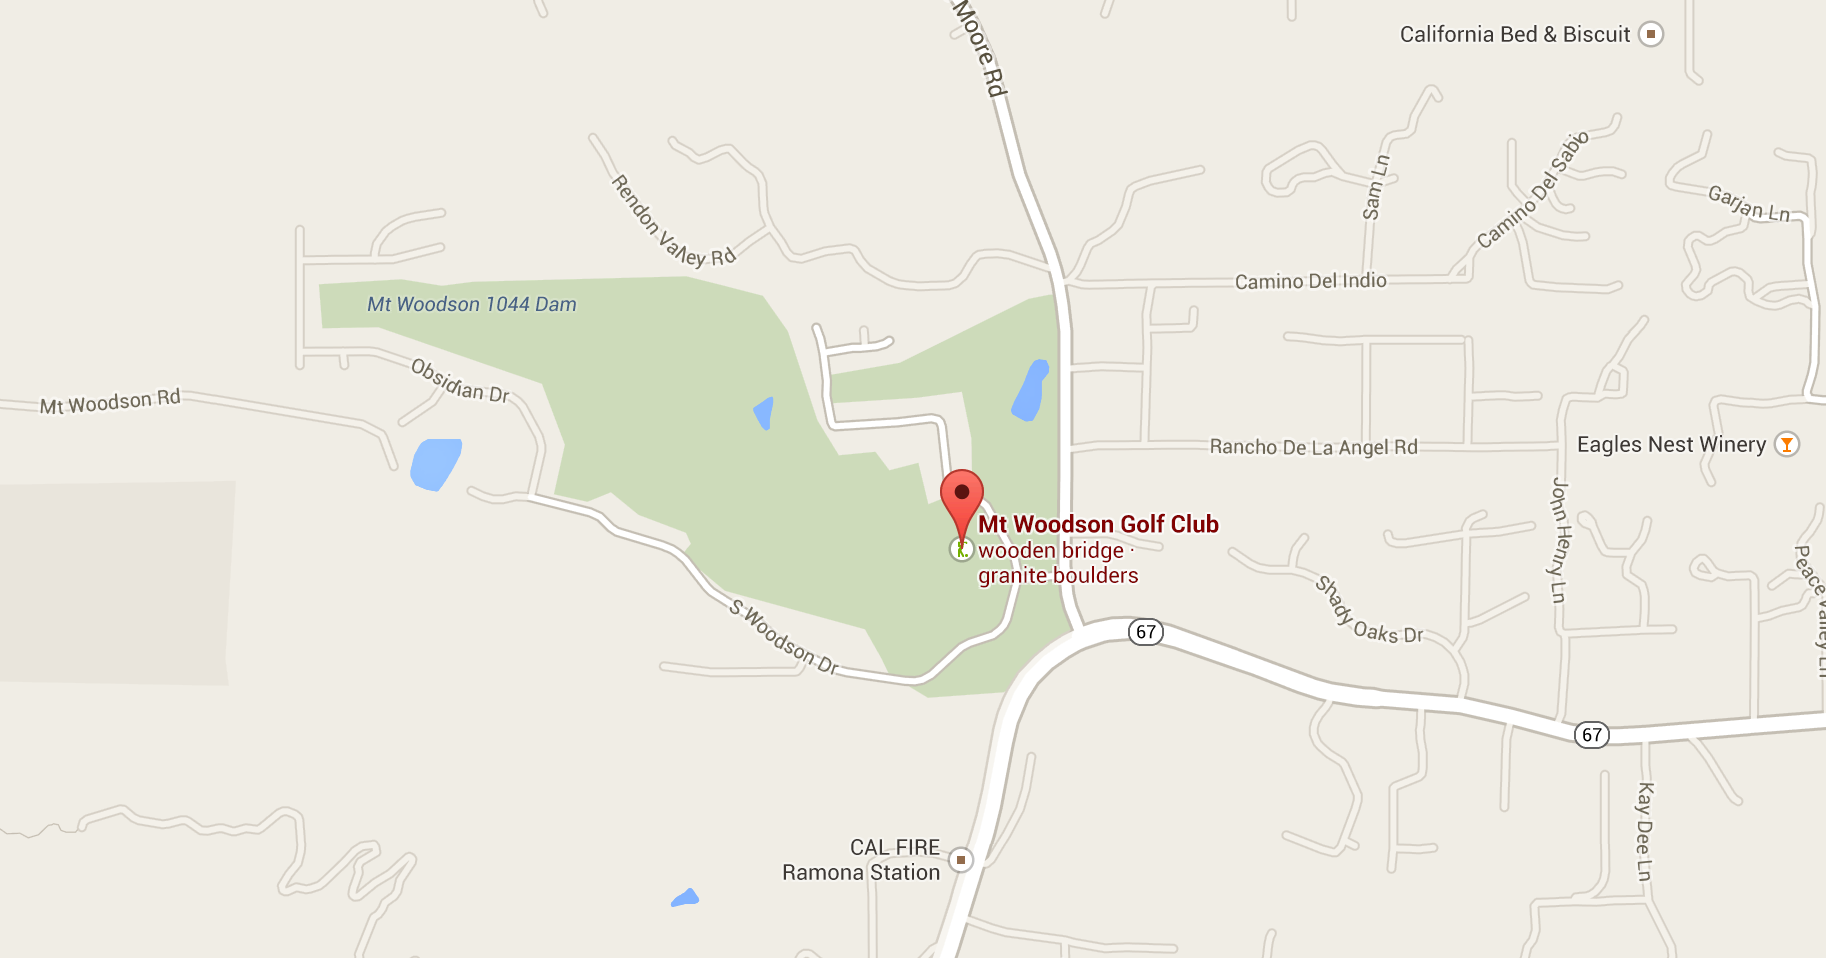 Moore Rd
California Bed & Biscuit
Rendon Valley Rd
Sam Ln
Camino Del Sabio
Garjan Ln
Camino Del Indio
Mt Woodson 1044 Dam
Obsidian Dr
Mt Woodson Rd
Rancho De La Angel Rd
Eagles Nest Winery
John Henry Ln
Mt Woodson Golf Club
wooden bridge ·
granite boulders
Peace Valley Ln
Shady Oaks Dr
S Woodson Dr
67
67
Kay Dee Ln
CAL FIRE
Ramona Station